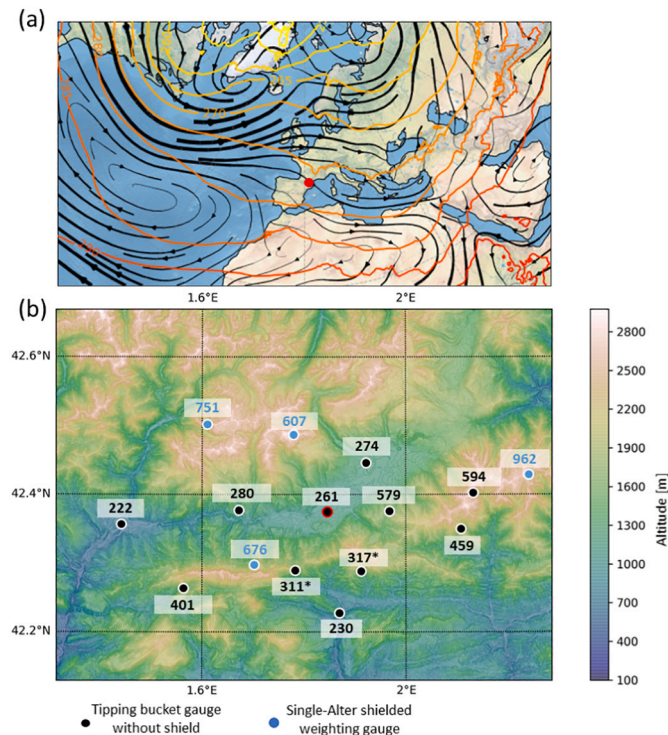 (a)
265
270
1.6°E
2°E
(b)
42.6°N
42.4°N
42.2°N
751
607
274
962
594
280
261
579
222
459
676
317*
311*
401
230
1.6°E
2°E
2800
2500
2200
1900
1600
1300
1000
700
400
100
Altitude [m]
Tipping bucket gauge
without shield
Single-Alter shielded
weighting gauge